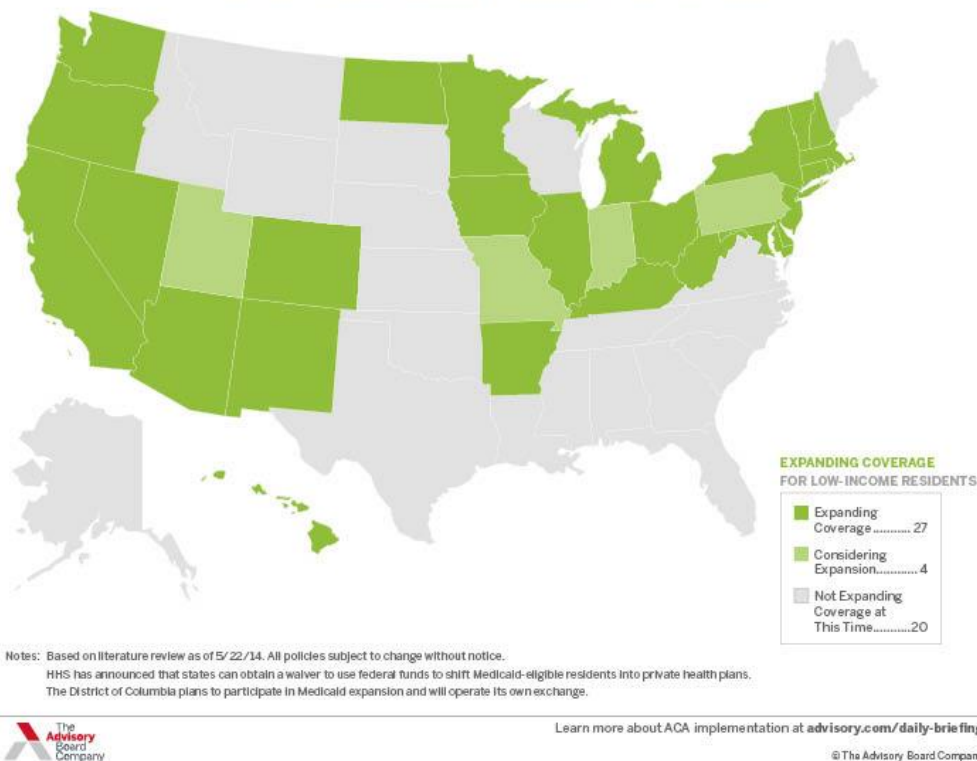 EXPANDING COVERAGE
FOR LOW-INCOME RESIDENTS
Expanding
Coverage ........... 27
Considering
Expansion............ 4
Not Expanding
Coverage at
This Time...........20
Notes: Based on literature review as of 5/22/14. All policies subject to change without notice.
HHS has announced that states can obtain a waiver to use federal funds to shift Medicaid-eligible residents into private health plans.
The District of Columbia plans to participate in Medicaid expansion and will operate its own exchange.
The
Advisory
Board
Company
Learn more about ACA implementation at advisory.com/daily-briefing
© The Advisory Board Company